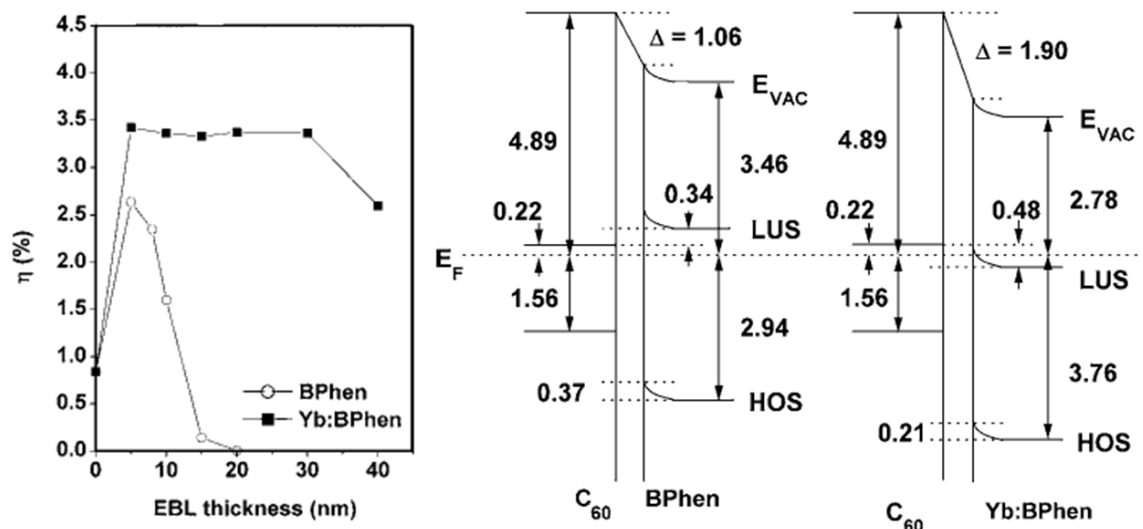 4.5
4.0
3.5
3.0
2.5
2.0
1.5
1.0
0.5
0.0
η (%)
0 10 20 30 40
EBL thickness (nm)
BPhen
Yb:BPhen
Δ = 1.06
E_VAC
4.89
3.46
0.34
0.22
LUS
E_F
1.56
2.94
0.37
HOS
C_60 BPhen
Δ = 1.90
E_VAC
4.89
2.78
0.22
0.48
LUS
1.56
3.76
0.21
HOS
C_60 Yb:BPhen